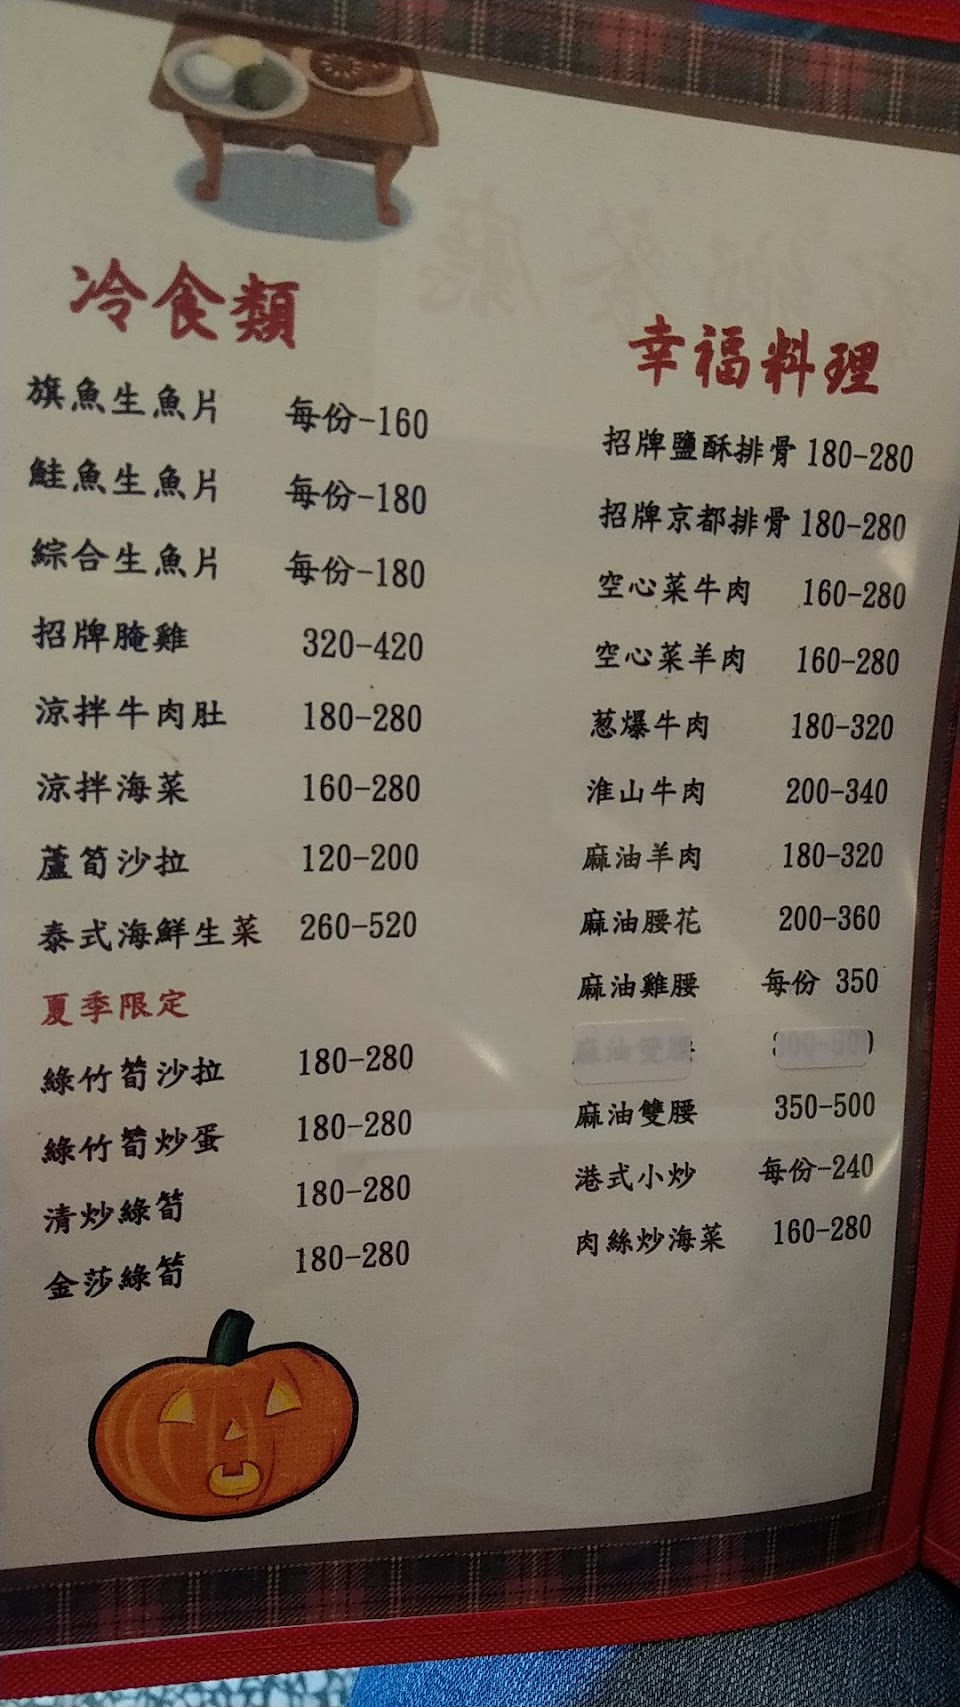 冷食類
旗魚生魚片 每份-160
鮭魚生魚片 每份-180
綜合生魚片 每份-180
招牌腌雞 320-420
涼拌牛肉肚 180-280
涼拌海菜 160-280
蘆筍沙拉 120-200
泰式海鮮生菜 260-520
夏季限定
綠竹筍沙拉 180-280
綠竹筍炒蛋 180-280
清炒綠筍 180-280
金莎綠筍 180-280
幸福料理
招牌鹽酥排骨 180-280
招牌京都排骨 180-280
空心菜牛肉 160-280
空心菜羊肉 160-280
葱爆牛肉 180-320
淮山牛肉 200-340
麻油羊肉 180-320
麻油腰花 200-360
麻油雞腰 每份 350
麻油雙腰
麻油雙腰 350-500
港式小炒 每份-240
肉絲炒海菜 160-280